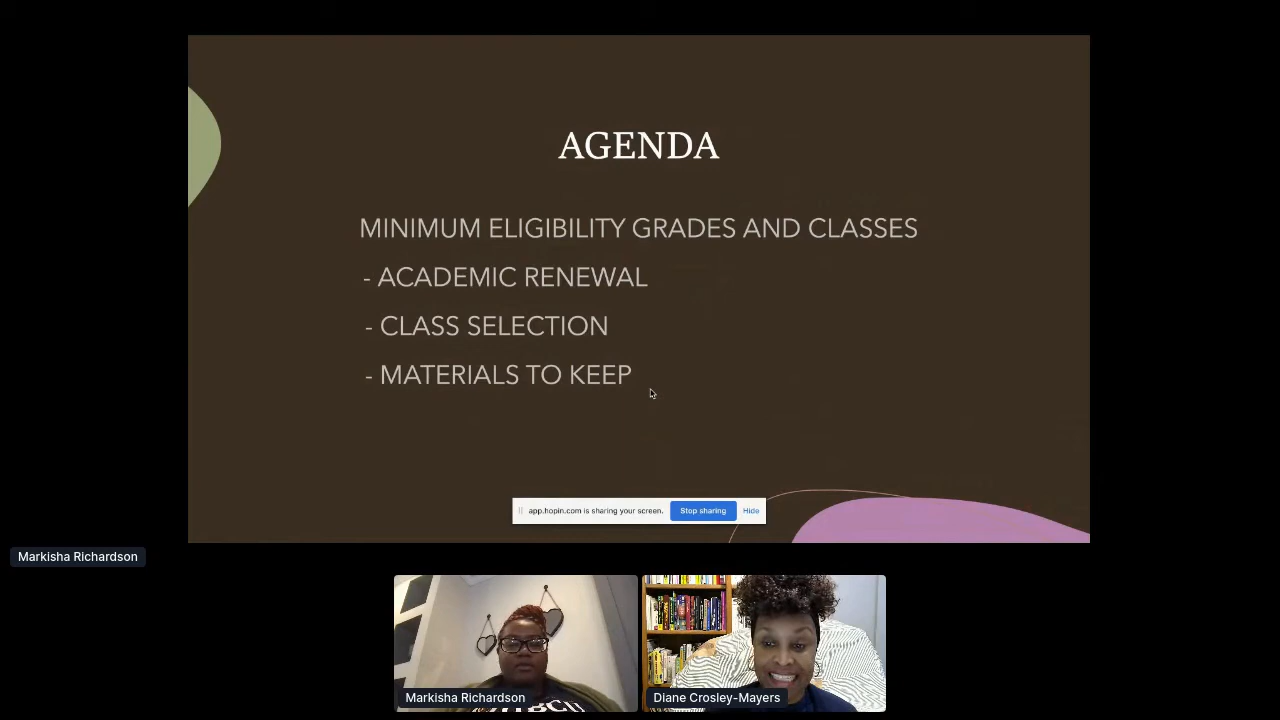 AGENDA
MINIMUM ELIGIBILITY GRADES AND CLASSES
- ACADEMIC RENEWAL
- CLASS SELECTION
- MATERIALS TO KEEP
app.hopin.com is sharing your screen.
Stop sharing
Hide
Markisha Richardson
Markisha Richardson
Diane Crosley-Mayers